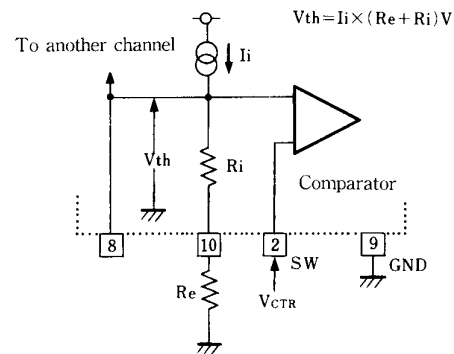 Vth=Ii×(Re+Ri)V
To another channel
Ii
Vth
Ri
Comparator
8
10
2
9
SW
GND
Re
VCTR